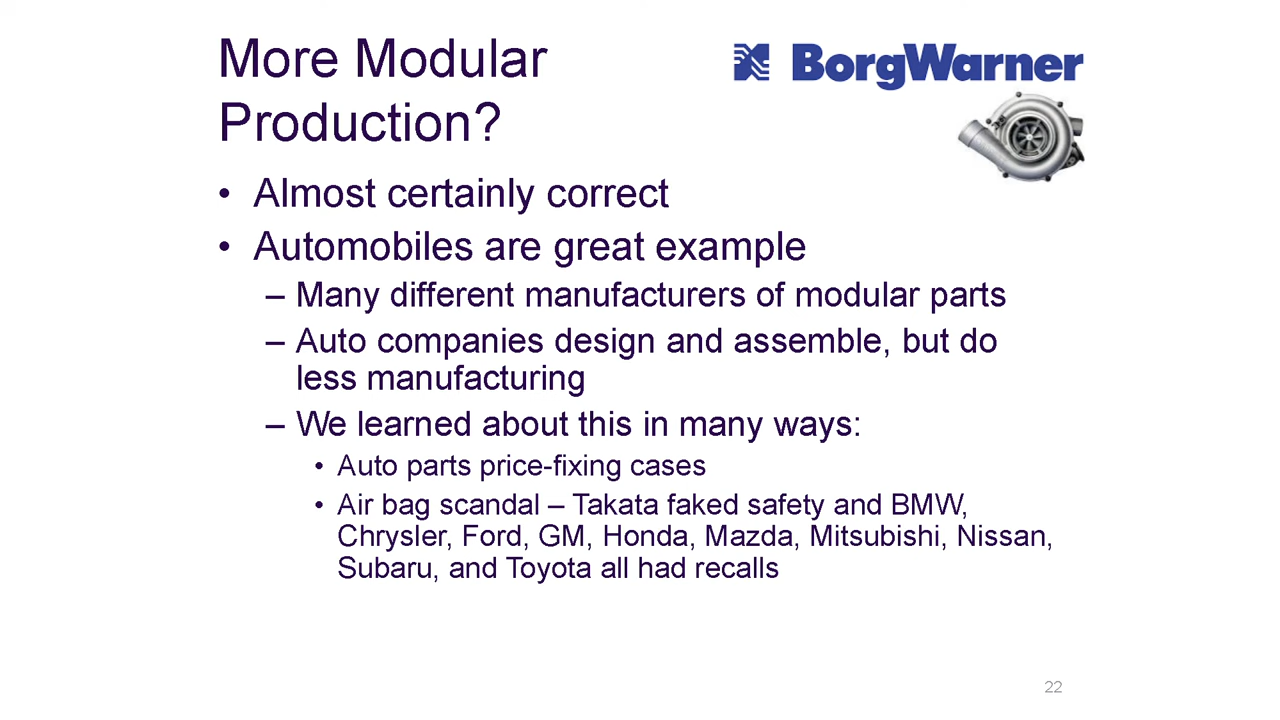 More Modular
Production?
BorgWarner
• Almost certainly correct
• Automobiles are great example
– Many different manufacturers of modular parts
– Auto companies design and assemble, but do
less manufacturing
– We learned about this in many ways:
• Auto parts price-fixing cases
• Air bag scandal – Takata faked safety and BMW,
Chrysler, Ford, GM, Honda, Mazda, Mitsubishi, Nissan,
Subaru, and Toyota all had recalls
22